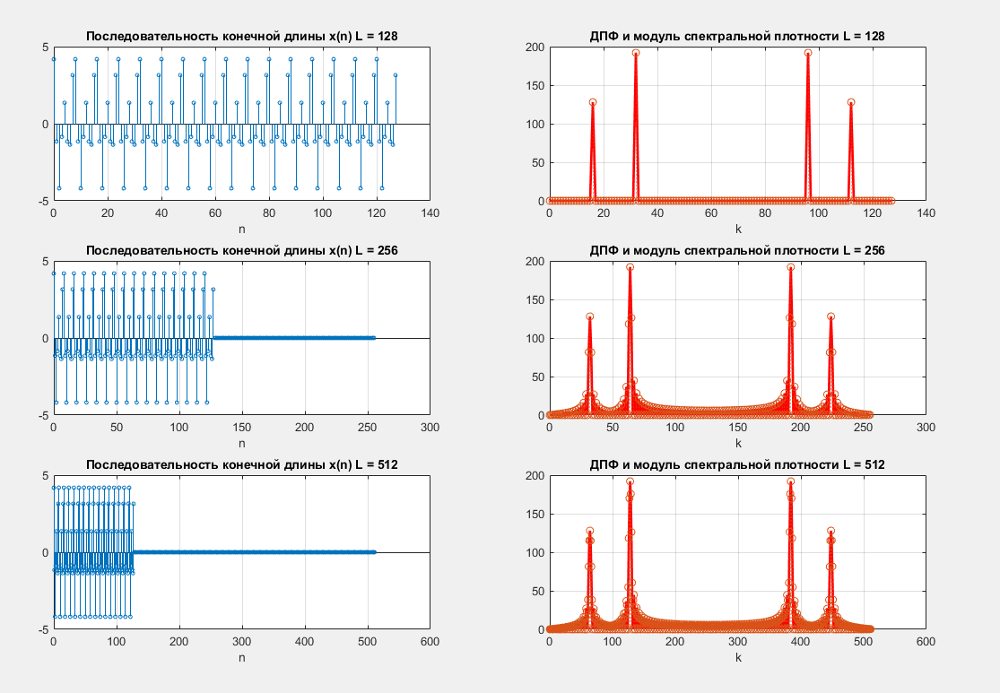 Последовательность конечной длины x(n) L = 128
5
0
-5
0 20 40 60 80 100 120 140
n
ДПФ и модуль спектральной плотности L = 128
200
150
100
50
0
0 20 40 60 80 100 120 140
k
Последовательность конечной длины x(n) L = 256
5
0
-5
0 50 100 150 200 250 300
n
ДПФ и модуль спектральной плотности L = 256
200
150
100
50
0
0 50 100 150 200 250 300
k
Последовательность конечной длины x(n) L = 512
5
0
-5
0 100 200 300 400 500 600
n
ДПФ и модуль спектральной плотности L = 512
200
150
100
50
0
0 100 200 300 400 500 600
k